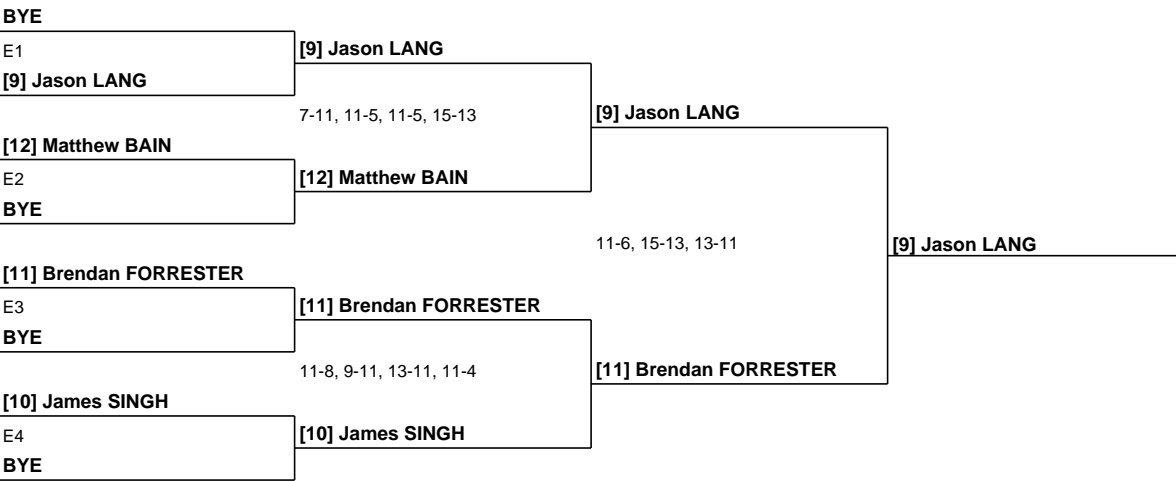 BYE
E1
[9] Jason LANG
[9] Jason LANG
7-11, 11-5, 11-5, 15-13
[9] Jason LANG
[12] Matthew BAIN
E2
[12] Matthew BAIN
BYE
11-6, 15-13, 13-11
[9] Jason LANG
[11] Brendan FORRESTER
E3
[11] Brendan FORRESTER
BYE
11-8, 9-11, 13-11, 11-4
[11] Brendan FORRESTER
[10] James SINGH
E4
[10] James SINGH
BYE